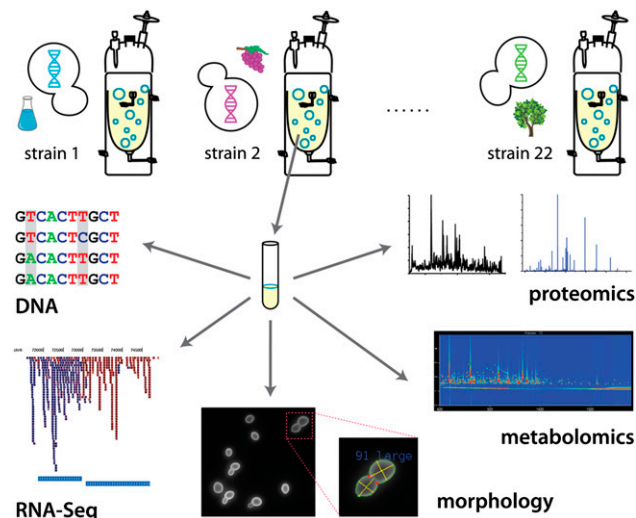 strain 1
strain 2
......
strain 22
GTCACTTGCT
GTCACTCGCT
GACACTTGCT
GACACTTGCT
DNA
proteomics
RNA-Seq
91 large
morphology
metabolomics